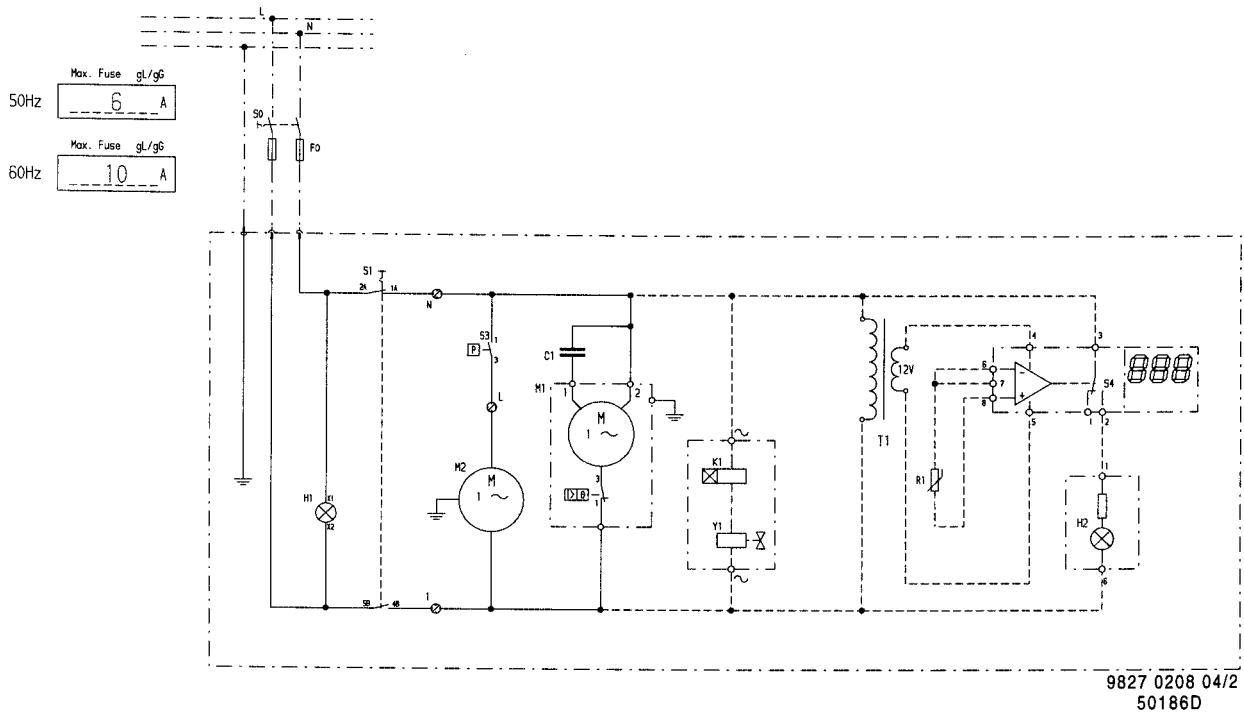 L
N
Max. Fuse gL/gG
50Hz
6 A
Max. Fuse gL/gG
60Hz
10 A
S0
F0
S1
2A 1A
N
S3
P
1
3
L
C1
M1
1 2
M
1 ~
3
1
M2
M
1 ~
H1
X1
X2
5B 4B
1
~
K1
Y1
~
12V
T1
4
3
6
7
8
-
+
S4
888
5
1 2
R1
1
H2
6
9827 0208 04/2
50186D